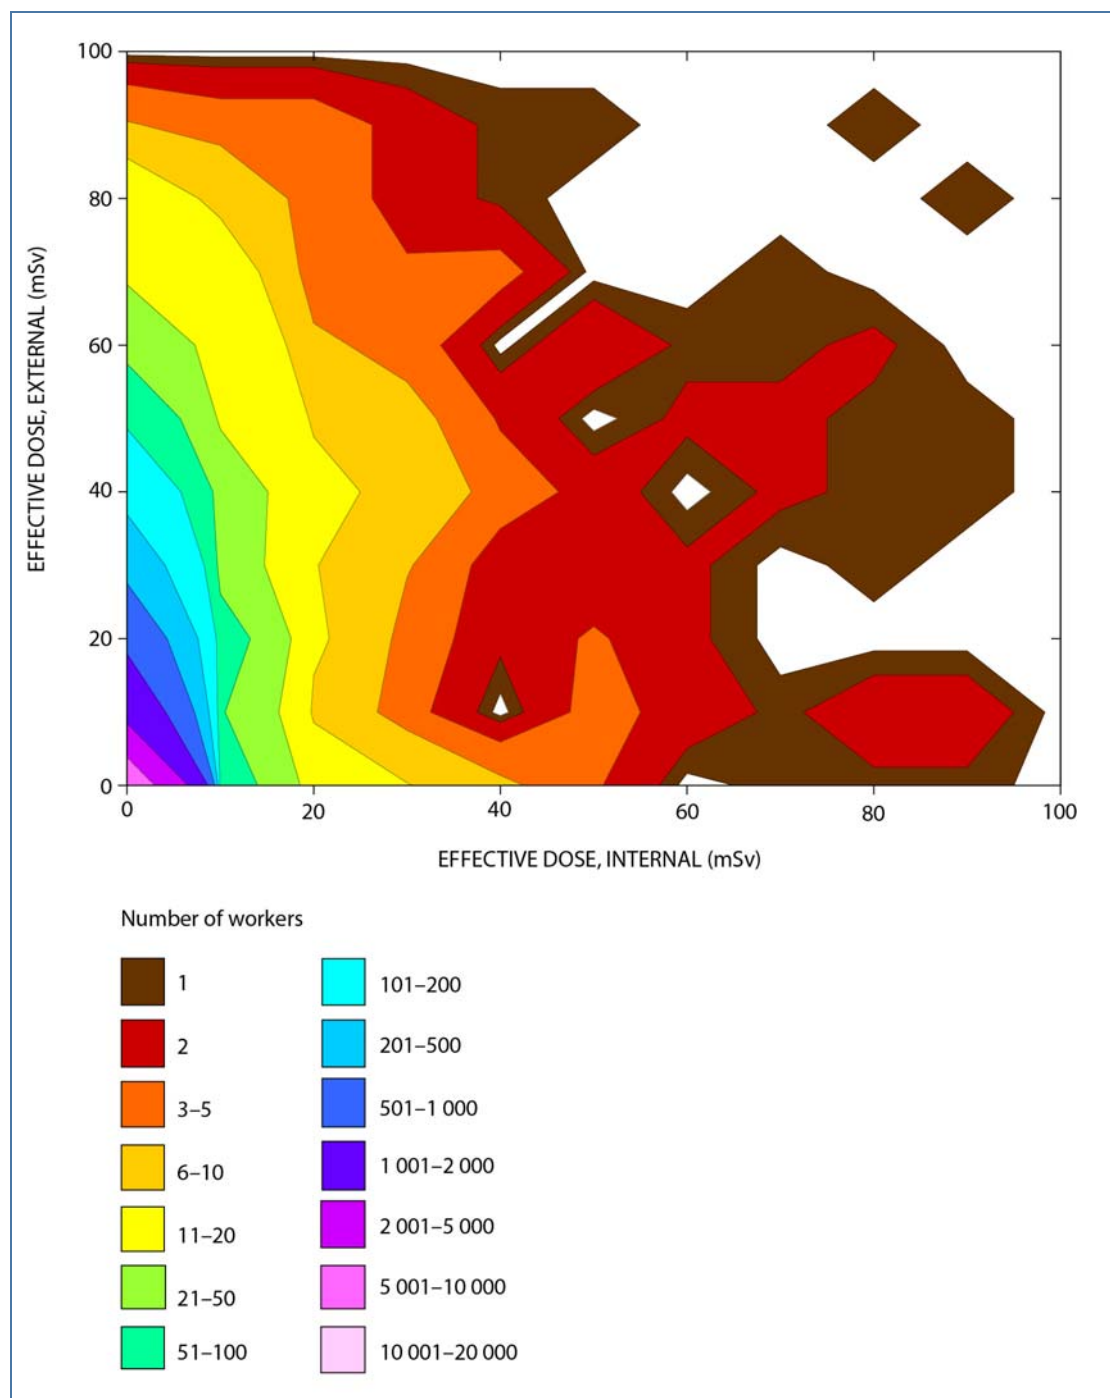 100
80
60
40
20
0
EFFECTIVE DOSE, EXTERNAL (mSv)
0 20 40 60 80 100
EFFECTIVE DOSE, INTERNAL (mSv)
Number of workers
1
2
3–5
6–10
11–20
21–50
51–100
101–200
201–500
501–1 000
1 001–2 000
2 001–5 000
5 001–10 000
10 001–20 000